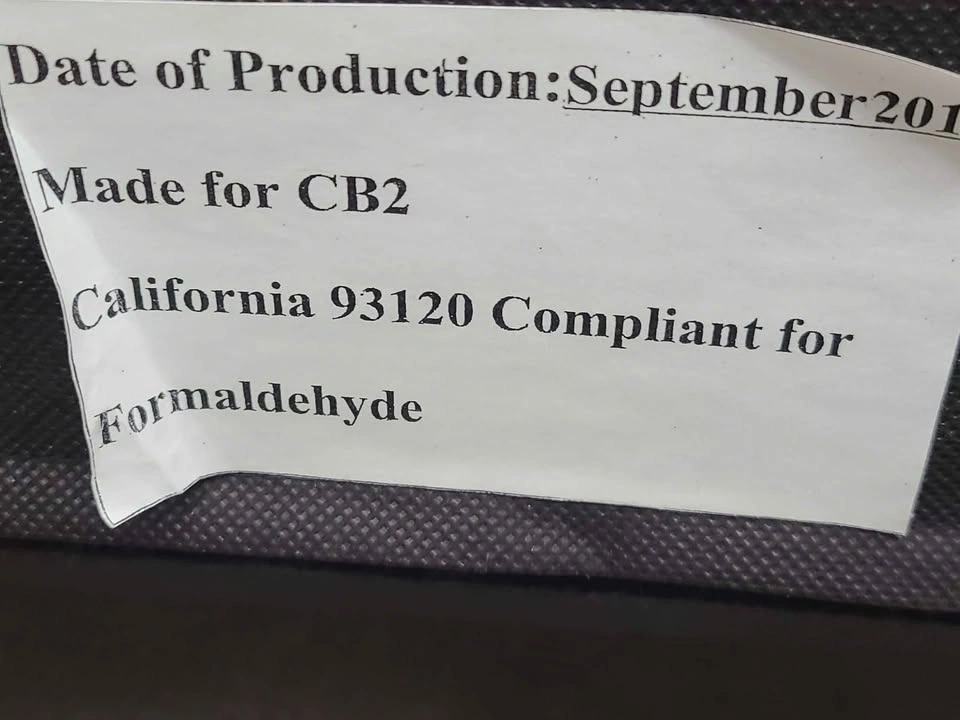 Date of Production:September201
Made for CB2
California 93120 Compliant for
Formaldehyde